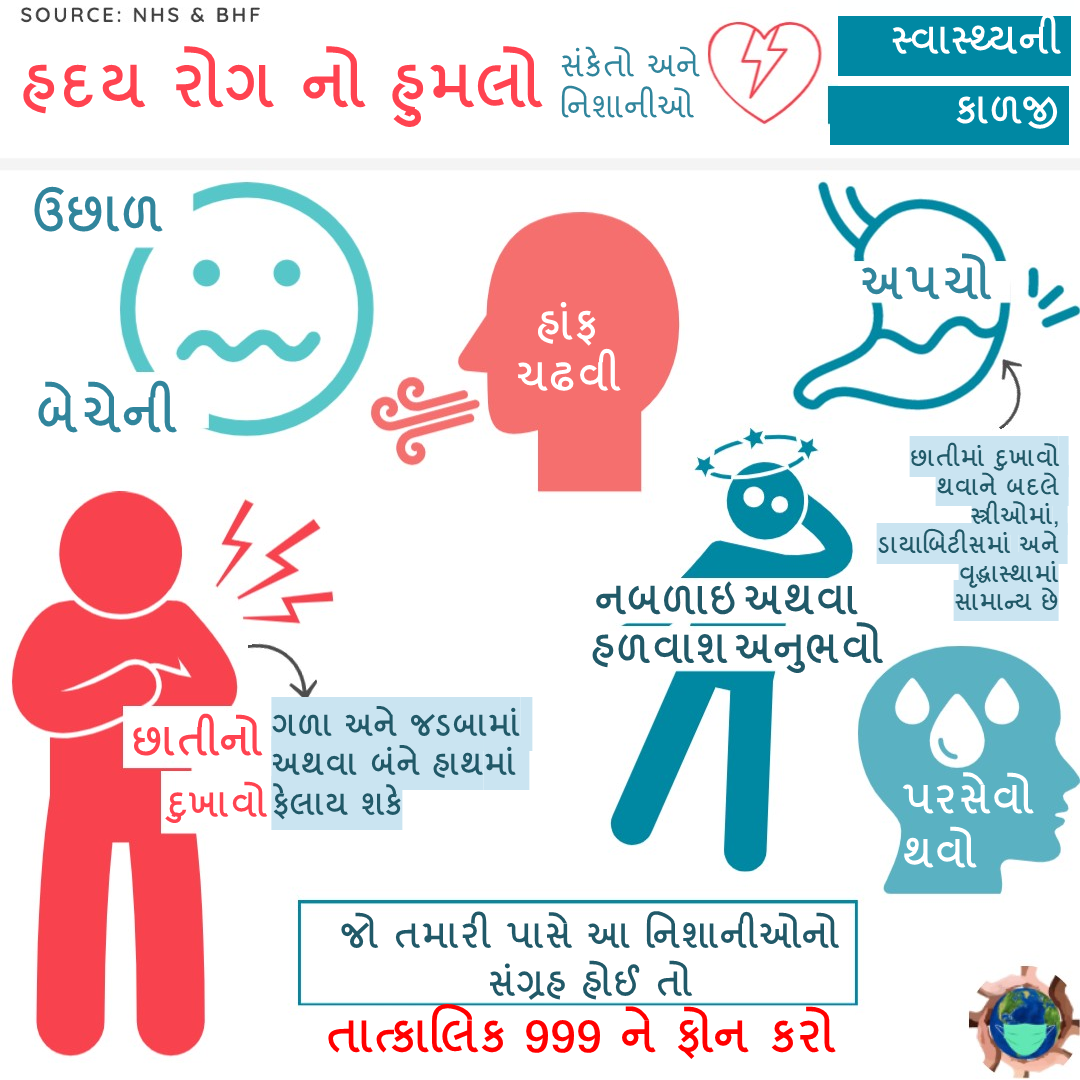 SOURCE: NHS & BHF
હૃદય રોગ નો હુમલો
સંકેતો અને
નિશાનીઓ
સ્વાસ્થ્યની
કાળજી
ઉછાળ
બેચેની
હાંફ
ચઢવી
અપચો
છાતીમાં દુખાવો
થવાને બદલે
સ્ત્રીઓમાં,
ડાયાબિટીસમાં અને
વૃદ્ધાસ્થામાં
સામાન્ય છે
નબળાઇ અથવા
હળવાશ અનુભવો
છાતીનો
દુખાવો
ગળા અને જડબામાં
અથવા બંને હાથમાં
ફેલાય શકે
પરસેવો
થવો
જો તમારી પાસે આ નિશાનીઓનો
સંગ્રહ હોઈ તો
તાત્કાલિક 999 ને ફોન કરો